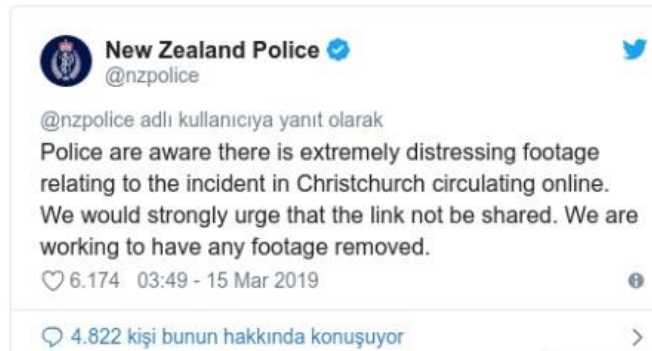 New Zealand Police
@nzpolice
@nzpolice adlı kullanıcıya yanıt olarak
Police are aware there is extremely distressing footage
relating to the incident in Christchurch circulating online.
We would strongly urge that the link not be shared. We are
working to have any footage removed.
6.174 03:49 - 15 Mar 2019
4.822 kişi bunun hakkında konuşuyor